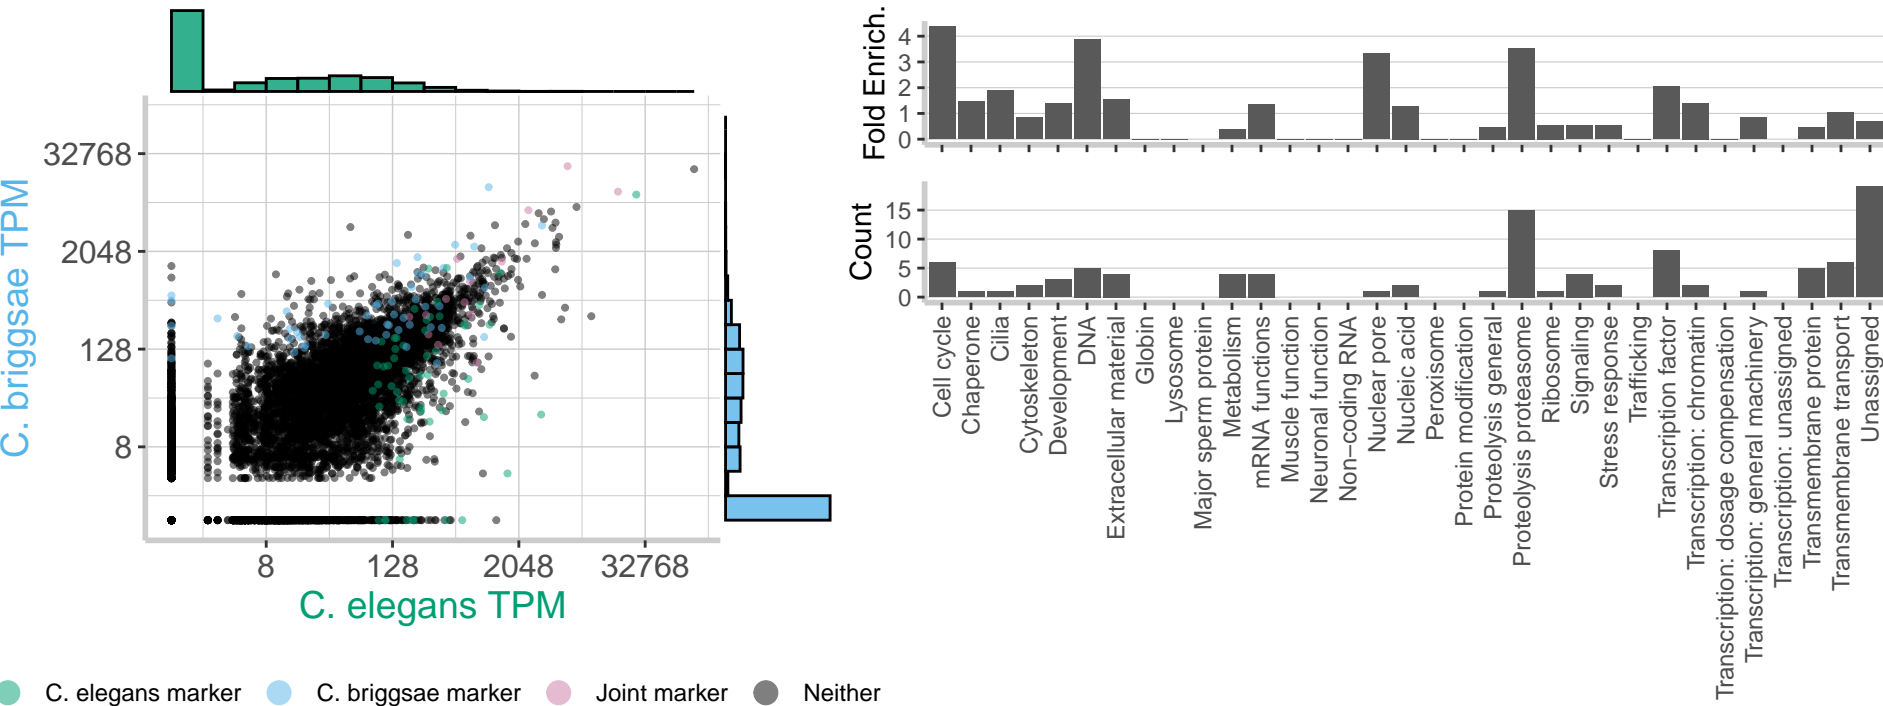 32768
2048
128
8
C. briggsae TPM
8
128
2048
32768
C. elegans TPM
C. elegans marker
C. briggsae marker
Joint marker
Neither
Fold Enrich.
4
3
2
1
0
Count
15
10
5
0
Cell cycle
Chaperone
Cilia
Cytoskeleton
Development
DNA
Extracellular material
Globin
Lysosome
Major sperm protein
Metabolism
mRNA functions
Muscle function
Neuronal function
Non−coding RNA
Nuclear pore
Nucleic acid
Peroxisome
Protein modification
Proteolysis general
Proteolysis proteasome
Ribosome
Signaling
Stress response
Trafficking
Transcription factor
Transcription: chromatin
Transcription: dosage compensation
Transcription: general machinery
Transcription: unassigned
Transmembrane protein
Transmembrane transport
Unassigned